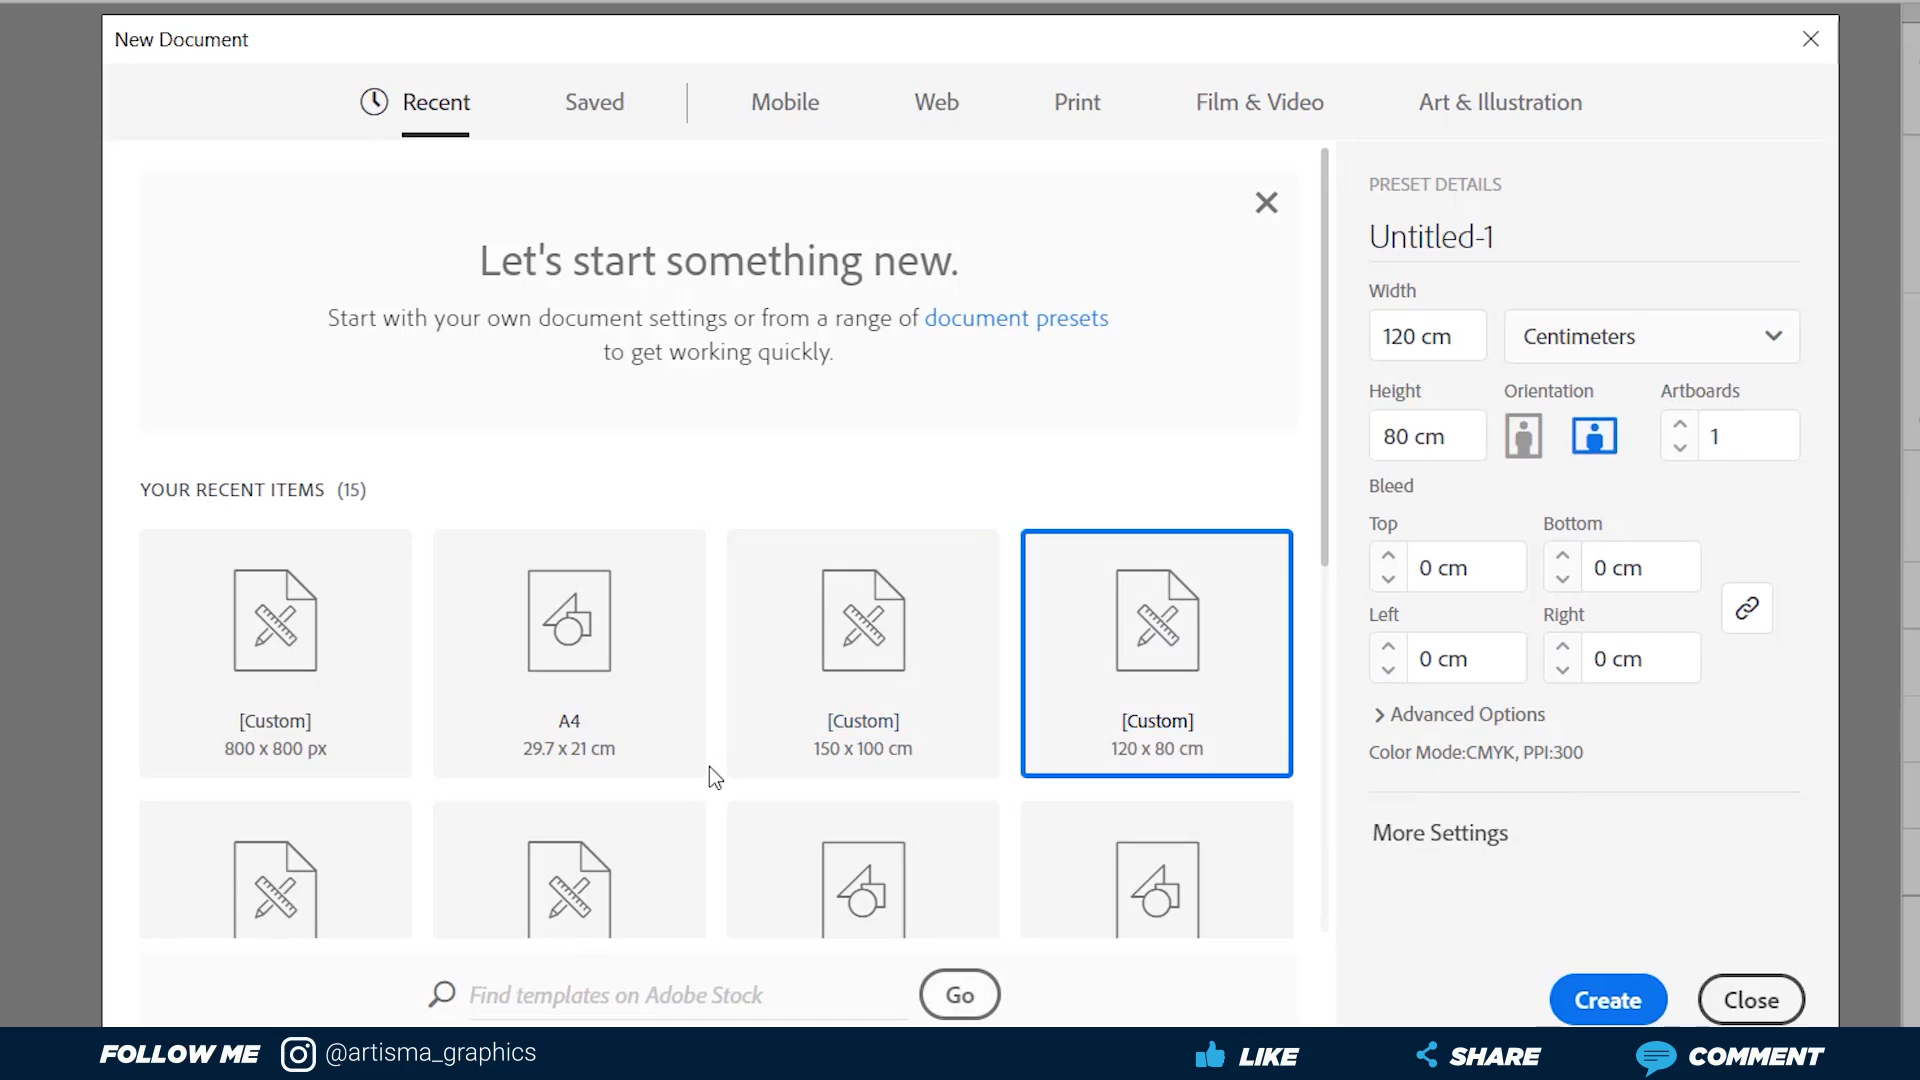 New Document
Recent
Saved
Mobile
Web
Print
Film & Video
Art & Illustration
Let's start something new.
Start with your own document settings or from a range of document presets
to get working quickly.
YOUR RECENT ITEMS (15)
[Custom]
800 x 800 px
A4
29.7 x 21 cm
[Custom]
150 x 100 cm
[Custom]
120 x 80 cm
Find templates on Adobe Stock
Go
PRESET DETAILS
Untitled-1
Width
120 cm
Centimeters
Height
Orientation
Artboards
80 cm
1
Bleed
Top
Bottom
0 cm
0 cm
Left
Right
0 cm
0 cm
Advanced Options
Color Mode:CMYK, PPI:300
More Settings
Create
Close
FOLLOW ME @artisma_graphics
LIKE
SHARE
COMMENT